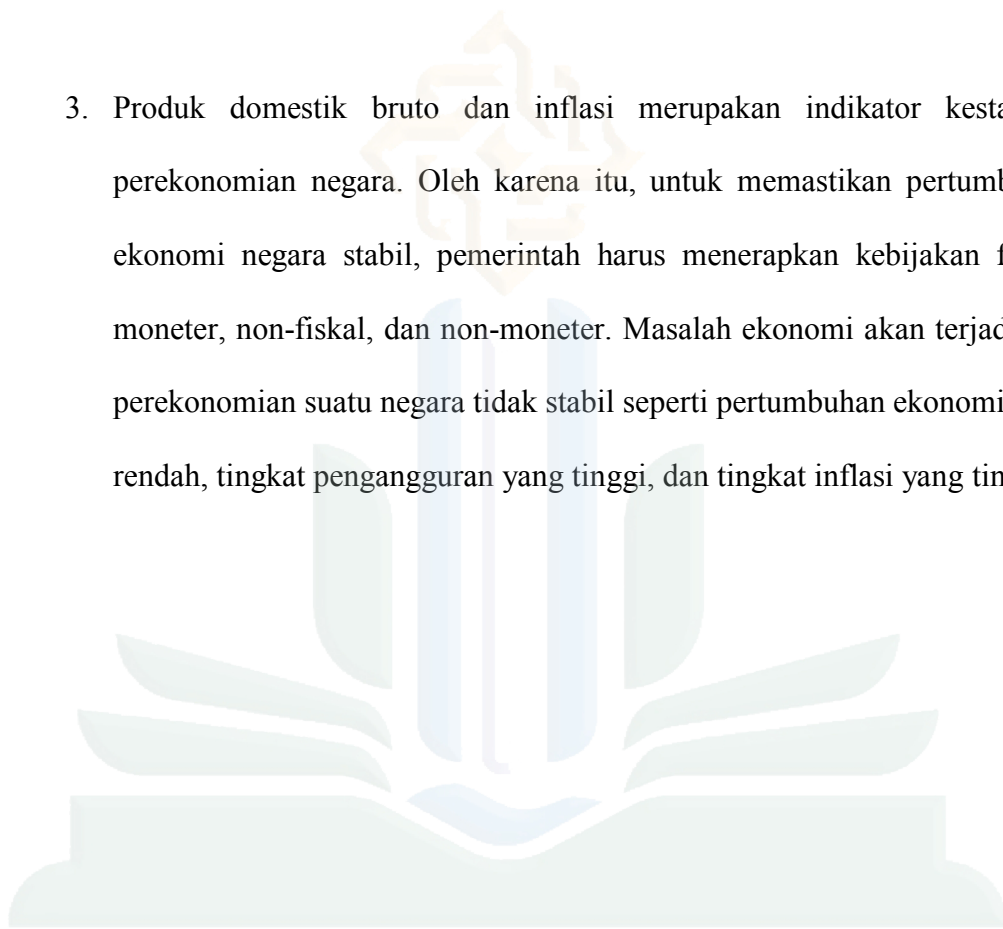 3. Produk domestik bruto dan inflasi merupakan indikator kesta
perekonomian negara. Oleh karena itu, untuk memastikan pertumb
ekonomi negara stabil, pemerintah harus menerapkan kebijakan f
moneter, non-fiskal, dan non-moneter. Masalah ekonomi akan terjad
perekonomian suatu negara tidak stabil seperti pertumbuhan ekonomi
rendah, tingkat pengangguran yang tinggi, dan tingkat inflasi yang tin